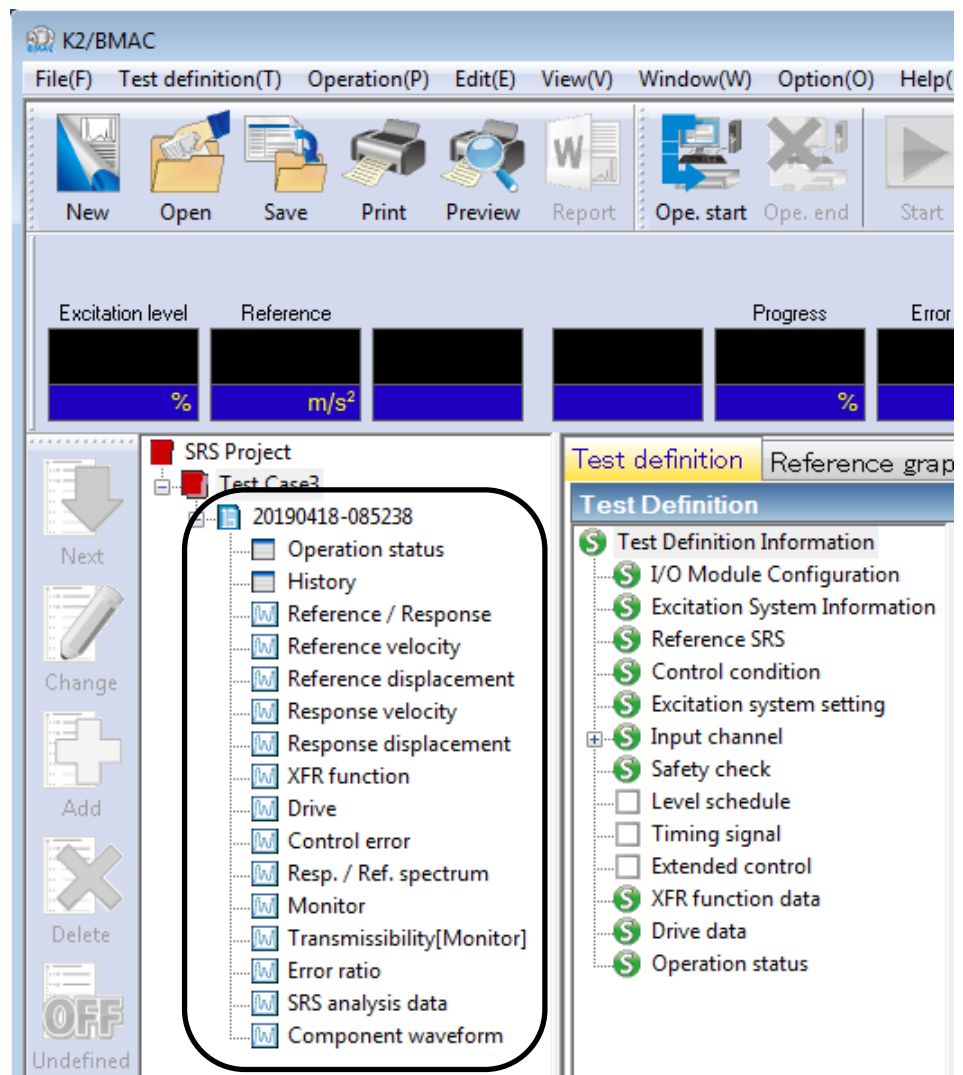 K2/BMAC
File(F) Test definition(T) Operation(P) Edit(E) View(V) Window(W) Option(O) Help(
New Open Save Print Preview Report Ope. start Ope. end Start
Excitation level Reference Progress Error
% m/s² %
SRS Project
Test Case3
20190418-085238
Operation status
History
Reference / Response
Reference velocity
Reference displacement
Response velocity
Response displacement
XFR function
Drive
Control error
Resp. / Ref. spectrum
Monitor
Transmissibility[Monitor]
Error ratio
SRS analysis data
Component waveform
Next
Change
Add
Delete
OFF
Undefined
Test definition Reference grap
Test Definition
Test Definition Information
I/O Module Configuration
Excitation System Information
Reference SRS
Control condition
Excitation system setting
Input channel
Safety check
Level schedule
Timing signal
Extended control
XFR function data
Drive data
Operation status